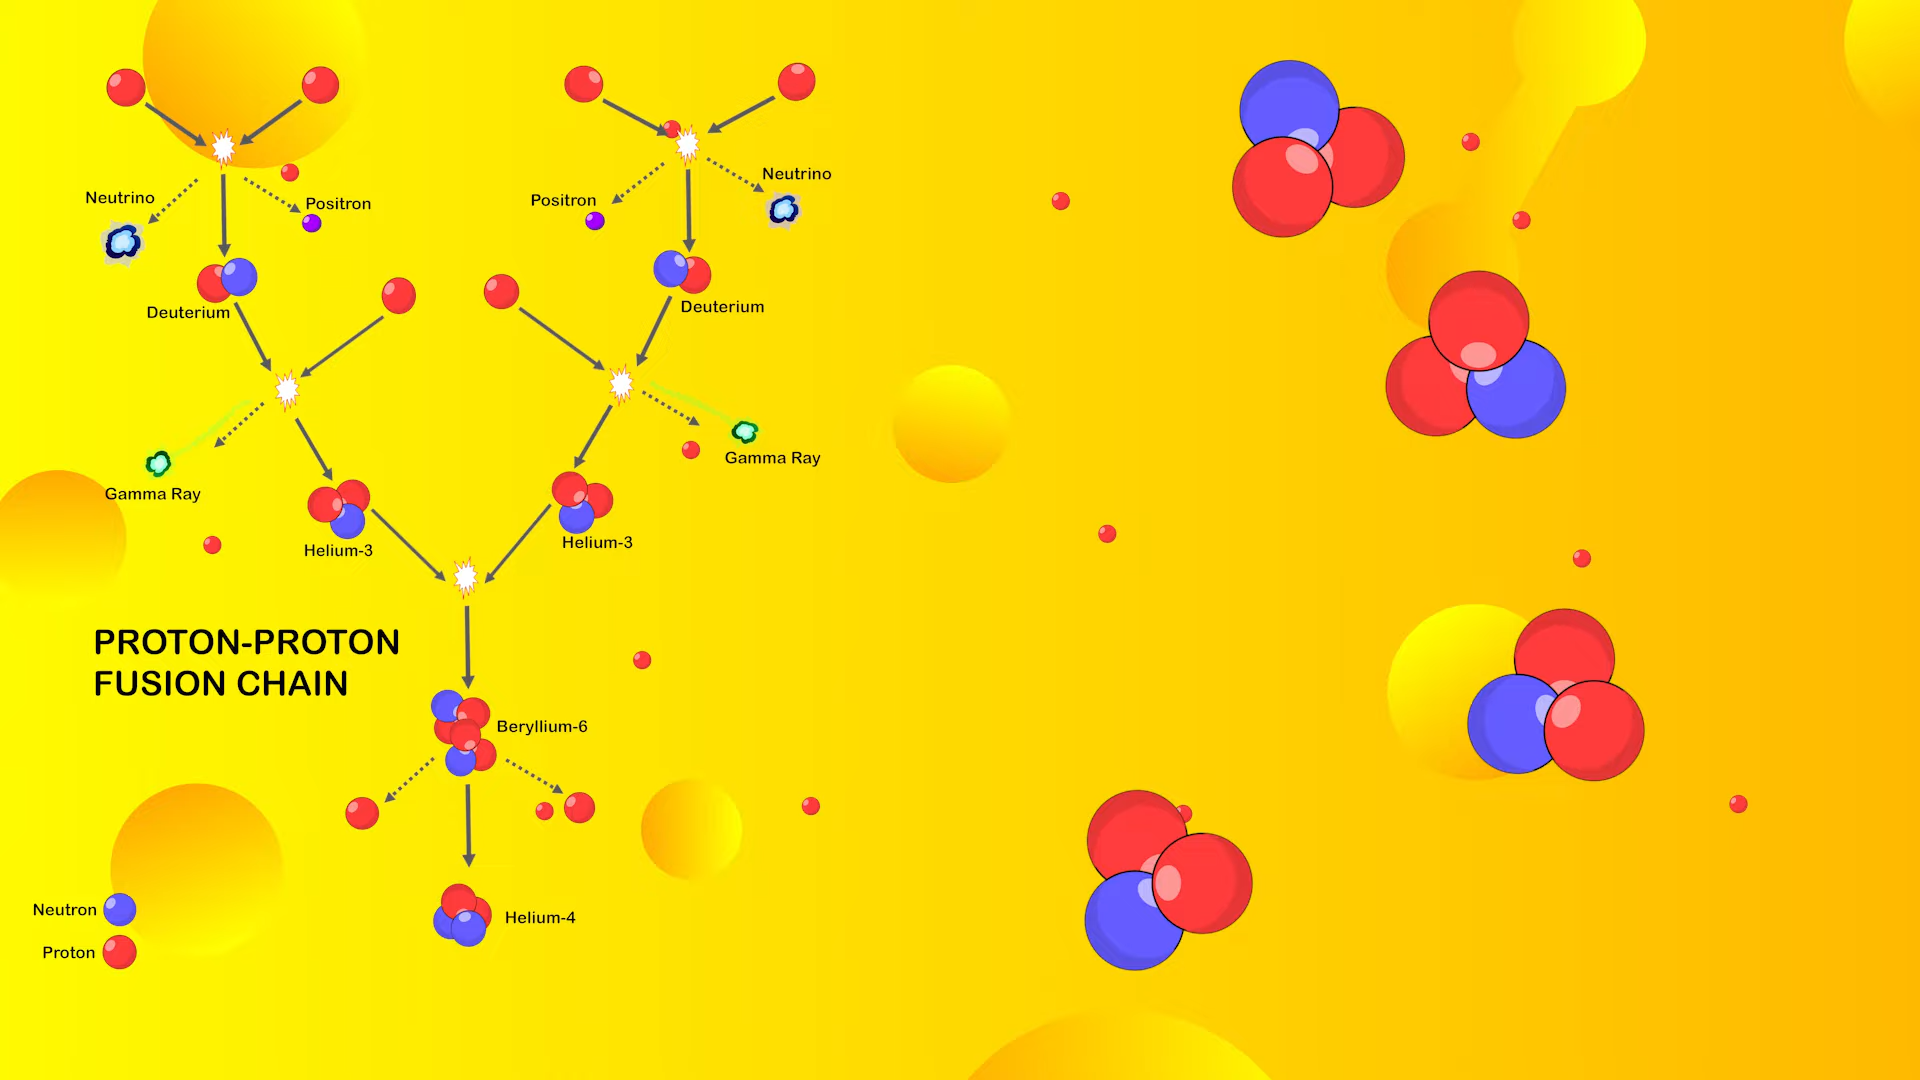 Neutrino
Positron
Positron
Neutrino
Deuterium
Deuterium
Gamma Ray
Gamma Ray
Helium-3
Helium-3
PROTON-PROTON
FUSION CHAIN
Beryllium-6
Helium-4
Neutron
Proton